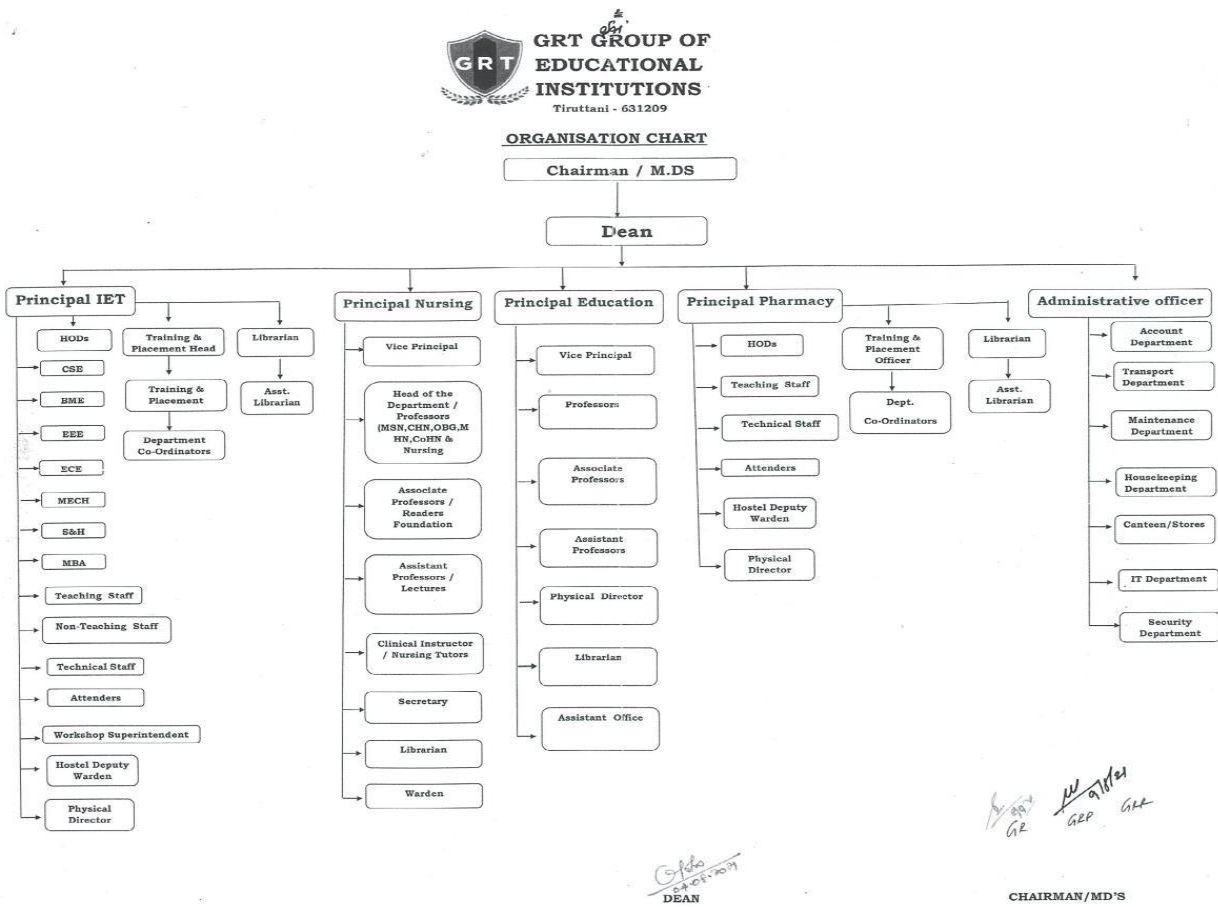 GRT
GRT GROUP OF
EDUCATIONAL
INSTITUTIONS
Tiruttani - 631209
ORGANISATION CHART
Chairman / M.DS
Dean
Principal IET
HODs
CSE
BME
EEE
ECE
MECH
S&H
MBA
Teaching Staff
Non-Teaching Staff
Technical Staff
Attenders
Workshop Superintendent
Hostel Deputy
Warden
Physical
Director
Training &
Placement Head
Training &
Placement
Department
Co-Ordinators
Librarian
Asst.
Librarian
Principal Nursing
Vice Principal
Head of the
Department /
Professors
(MSN,CHN,OBG,M
HN,CoHN &
Nursing
Associate
Professors /
Readers
Foundation
Assistant
Professors /
Lectures
Clinical Instructor
/ Nursing Tutors
Secretary
Librarian
Warden
Principal Education
Vice Principal
Professors
Associate
Professors
Assistant
Professors
Physical Director
Librarian
Assistant Office
Principal Pharmacy
HODs
Teaching Staff
Technical Staff
Attenders
Hostel Deputy
Warden
Physical
Director
Training &
Placement
Officer
Dept.
Co-Ordinators
Librarian
Asst.
Librarian
Administrative officer
Account
Department
Transport
Department
Maintenance
Department
Housekeeping
Department
Canteen/Stores
IT Department
Security
Department
GR
GRP
GRR
DEAN
CHAIRMAN/MD'S